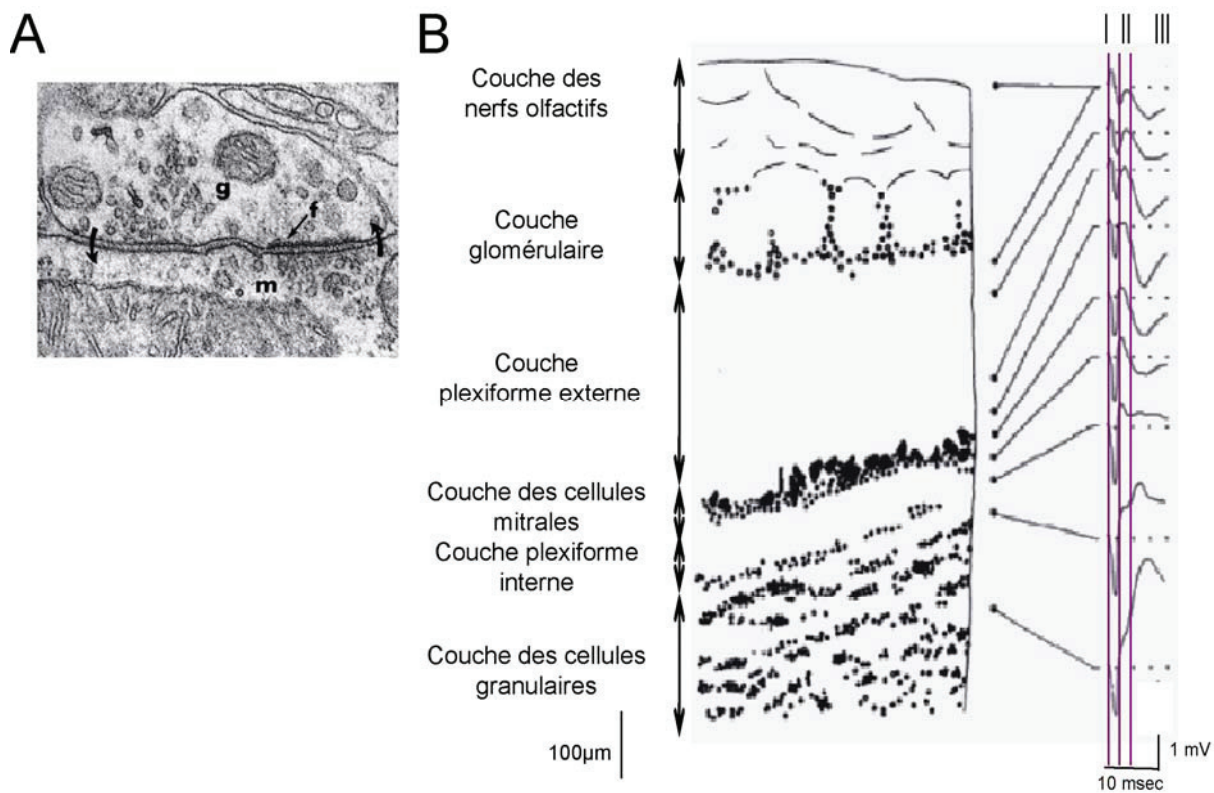 A
B
g
f
m
Couche des
nerfs olfactifs
Couche
glomérulaire
Couche
plexiforme externe
Couche des cellules
mitrales
Couche plexiforme
interne
Couche des cellules
granulaires
100µm
I II III
1 mV
10 msec